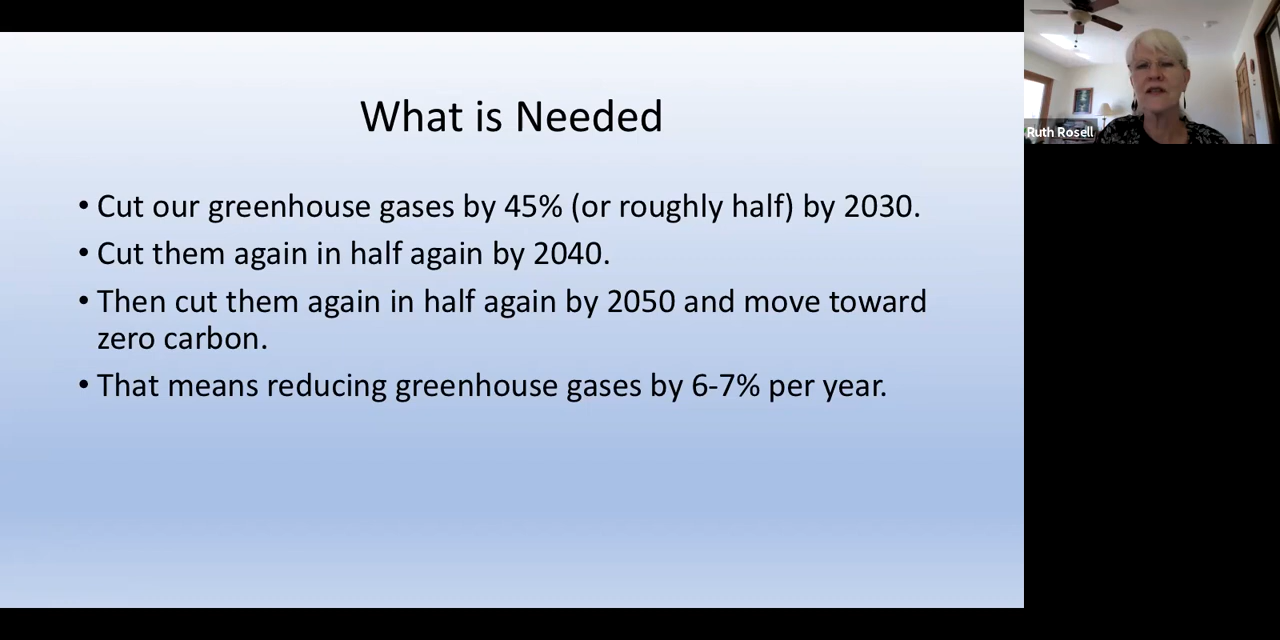 What is Needed
• Cut our greenhouse gases by 45% (or roughly half) by 2030.
• Cut them again in half again by 2040.
• Then cut them again in half again by 2050 and move toward
zero carbon.
• That means reducing greenhouse gases by 6-7% per year.
Ruth Rosell